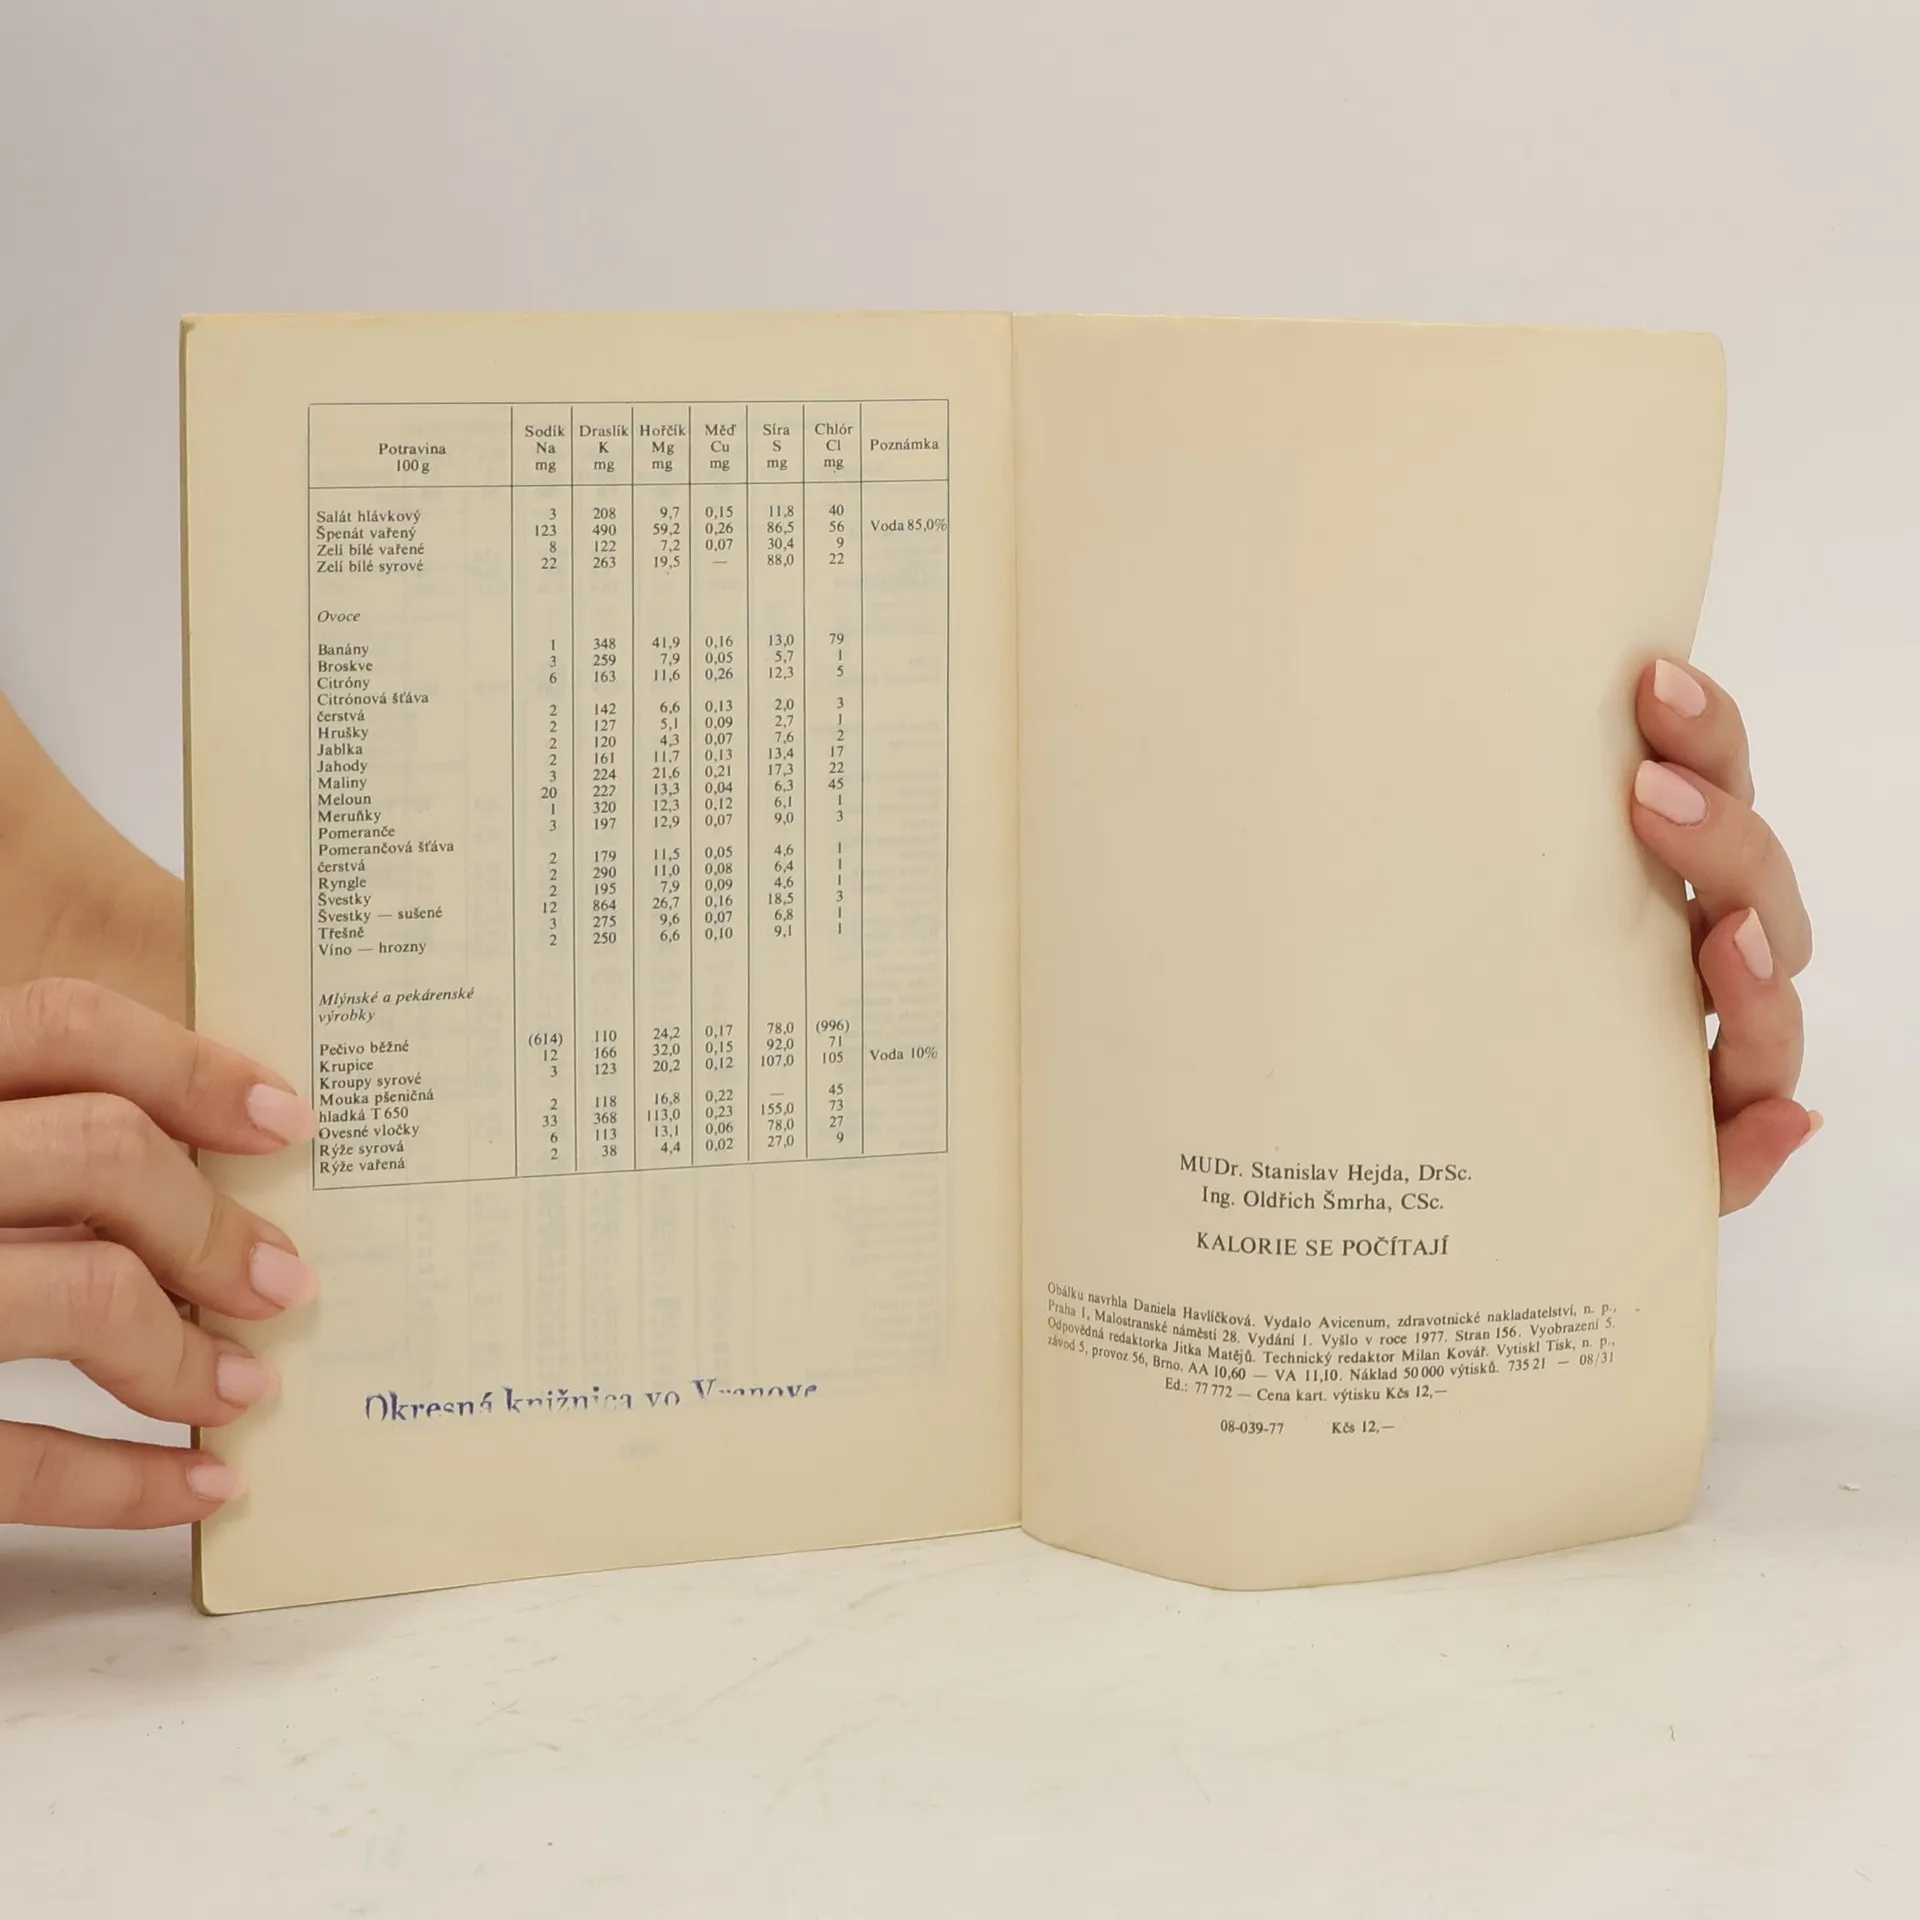 Potravina 100 g | Sodík Na mg | Draslík K mg | Hořčík Mg mg | Měď Cu mg | Síra S mg | Chlór Cl mg | Poznámka
Salát hlávkový 3 208 9,7 0,15 11,8 40
Špenát vařený 123 490 59,2 0,26 86,5 56 Voda 85,0%
Zelí bílé vařené 8 122 7,2 0,07 30,4 9
Zelí bílé syrové 22 263 19,5 — 88,0 22
Ovoce
Banány 1 348 41,9 0,16 13,0 79
Broskve 3 259 7,9 0,05 5,7 1
Citróny 6 163 11,6 0,26 12,3 5
Citrónová šťáva
čerstvá 2 142 6,6 0,13 2,0 3
Hrušky 2 127 5,1 0,09 2,7 1
Jablka 2 120 4,3 0,07 7,6 2
Jahody 2 161 11,7 0,13 13,4 17
Maliny 3 224 21,6 0,21 17,3 22
Meloun 20 227 13,3 0,04 6,3 45
Meruňky 1 320 12,3 0,12 6,1 1
Pomeranče 3 197 12,9 0,07 9,0 3
Pomerančová šťáva
čerstvá 2 179 11,5 0,05 4,6 1
Ryngle 2 290 11,0 0,08 6,4 1
Švestky 2 195 7,9 0,09 4,6 1
Švestky — sušené 12 864 26,7 0,16 18,5 3
Třešně 3 275 9,6 0,07 6,8 1
Víno — hrozny 2 250 6,6 0,10 9,1 1
Mlýnské a pekárenské
výrobky
Pečivo běžné (614) 110 24,2 0,17 78,0 (996)
Krupice 12 166 32,0 0,15 92,0 71
Kroupy syrové 3 123 20,2 0,12 107,0 105 Voda 10%
Mouka pšeničná
hladká T 650 2 118 16,8 0,22 — 45
Ovesné vločky 33 368 113,0 0,23 155,0 73
Rýže syrová 6 113 13,1 0,06 78,0 27
Rýže vařená 2 38 4,4 0,02 27,0 9
Okresná knižnica vo Vranove
MUDr. Stanislav Hejda, DrSc.
Ing. Oldřich Šmrha, CSc.
KALORIE SE POČÍTAJÍ
Obálku navrhla Daniela Havlíčková. Vydalo Avicenum, zdravotnické nakladatelství, n. p.,
Praha 1, Malostranské náměstí 28. Vydání 1. Vyšlo v roce 1977. Stran 156. Vyobrazení 5.
Odpovědná redaktorka Jitka Matějů. Technický redaktor Milan Kovář. Vytiskl Tisk, n. p.,
závod 5, provoz 56, Brno. AA 10,60 — VA 11,10. Náklad 50 000 výtisků. 735 21 — 08/31
Ed.: 77 772 — Cena kart. výtisku Kčs 12,—
08-039-77 Kčs 12,—